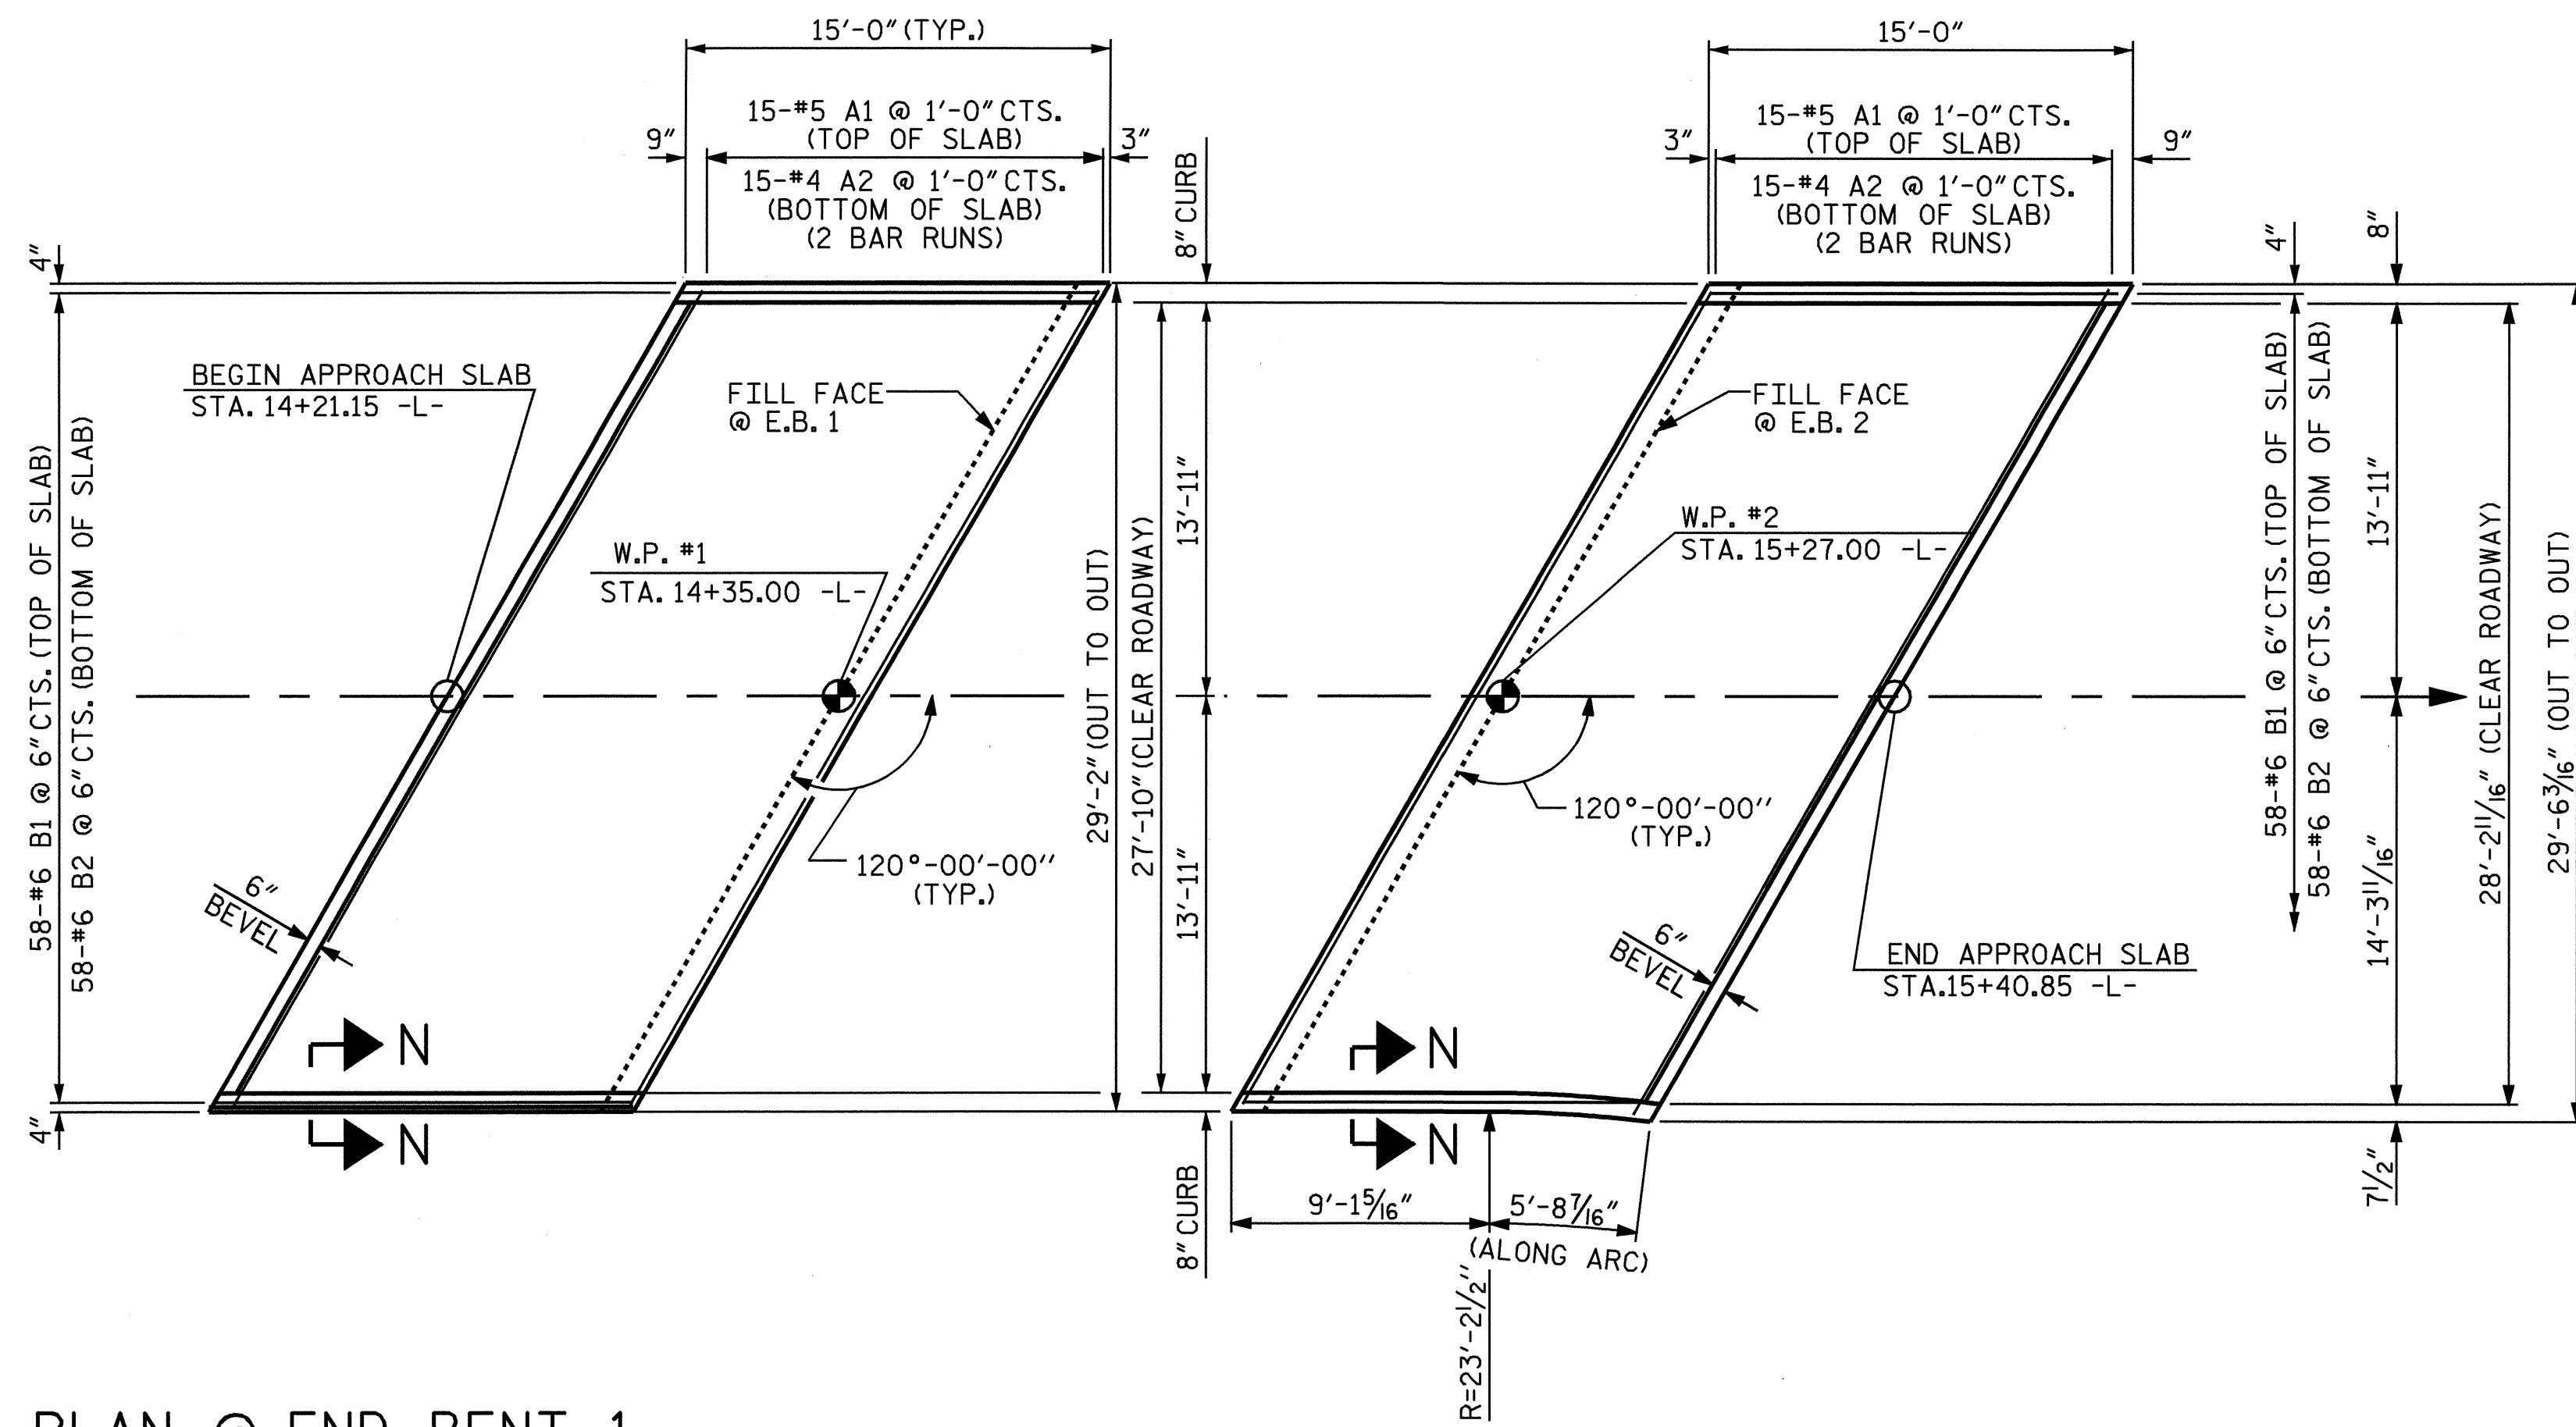 15'-0" (TYP.)
15-#5 A1 @ 1'-0" CTS.
(TOP OF SLAB)
9"
3"
15-#4 A2 @ 1'-0" CTS.
(BOTTOM OF SLAB)
(2 BAR RUNS)
8" CURB
15'-0"
15-#5 A1 @ 1'-0" CTS.
(TOP OF SLAB)
3"
9"
15-#4 A2 @ 1'-0" CTS.
(BOTTOM OF SLAB)
(2 BAR RUNS)
4"
8"
4"
58-#6 B1 @ 6" CTS. (TOP OF SLAB)
58-#6 B2 @ 6" CTS. (BOTTOM OF SLAB)
4"
BEGIN APPROACH SLAB
STA. 14+21.15 -L-
FILL FACE
@ E.B. 1
W.P. #1
STA. 14+35.00 -L-
120°-00'-00"
(TYP.)
6"
BEVEL
N
N
29'-2" (OUT TO OUT)
27'-10" (CLEAR ROADWAY)
13'-11"
13'-11"
8" CURB
FILL FACE
@ E.B. 2
W.P. #2
STA. 15+27.00 -L-
120°-00'-00"
(TYP.)
6"
BEVEL
END APPROACH SLAB
STA.15+40.85 -L-
N
N
9'-1 5/16"
5'-8 7/16"
(ALONG ARC)
R=23'-2 1/2"
58-#6 B1 @ 6" CTS. (TOP OF SLAB)
58-#6 B2 @ 6" CTS. (BOTTOM OF SLAB)
13'-11"
14'-3 11/16"
7 1/2"
28'-2 11/16" (CLEAR ROADWAY)
29'-6 3/16" (OUT TO OUT)
PLAN @ END BENT 1